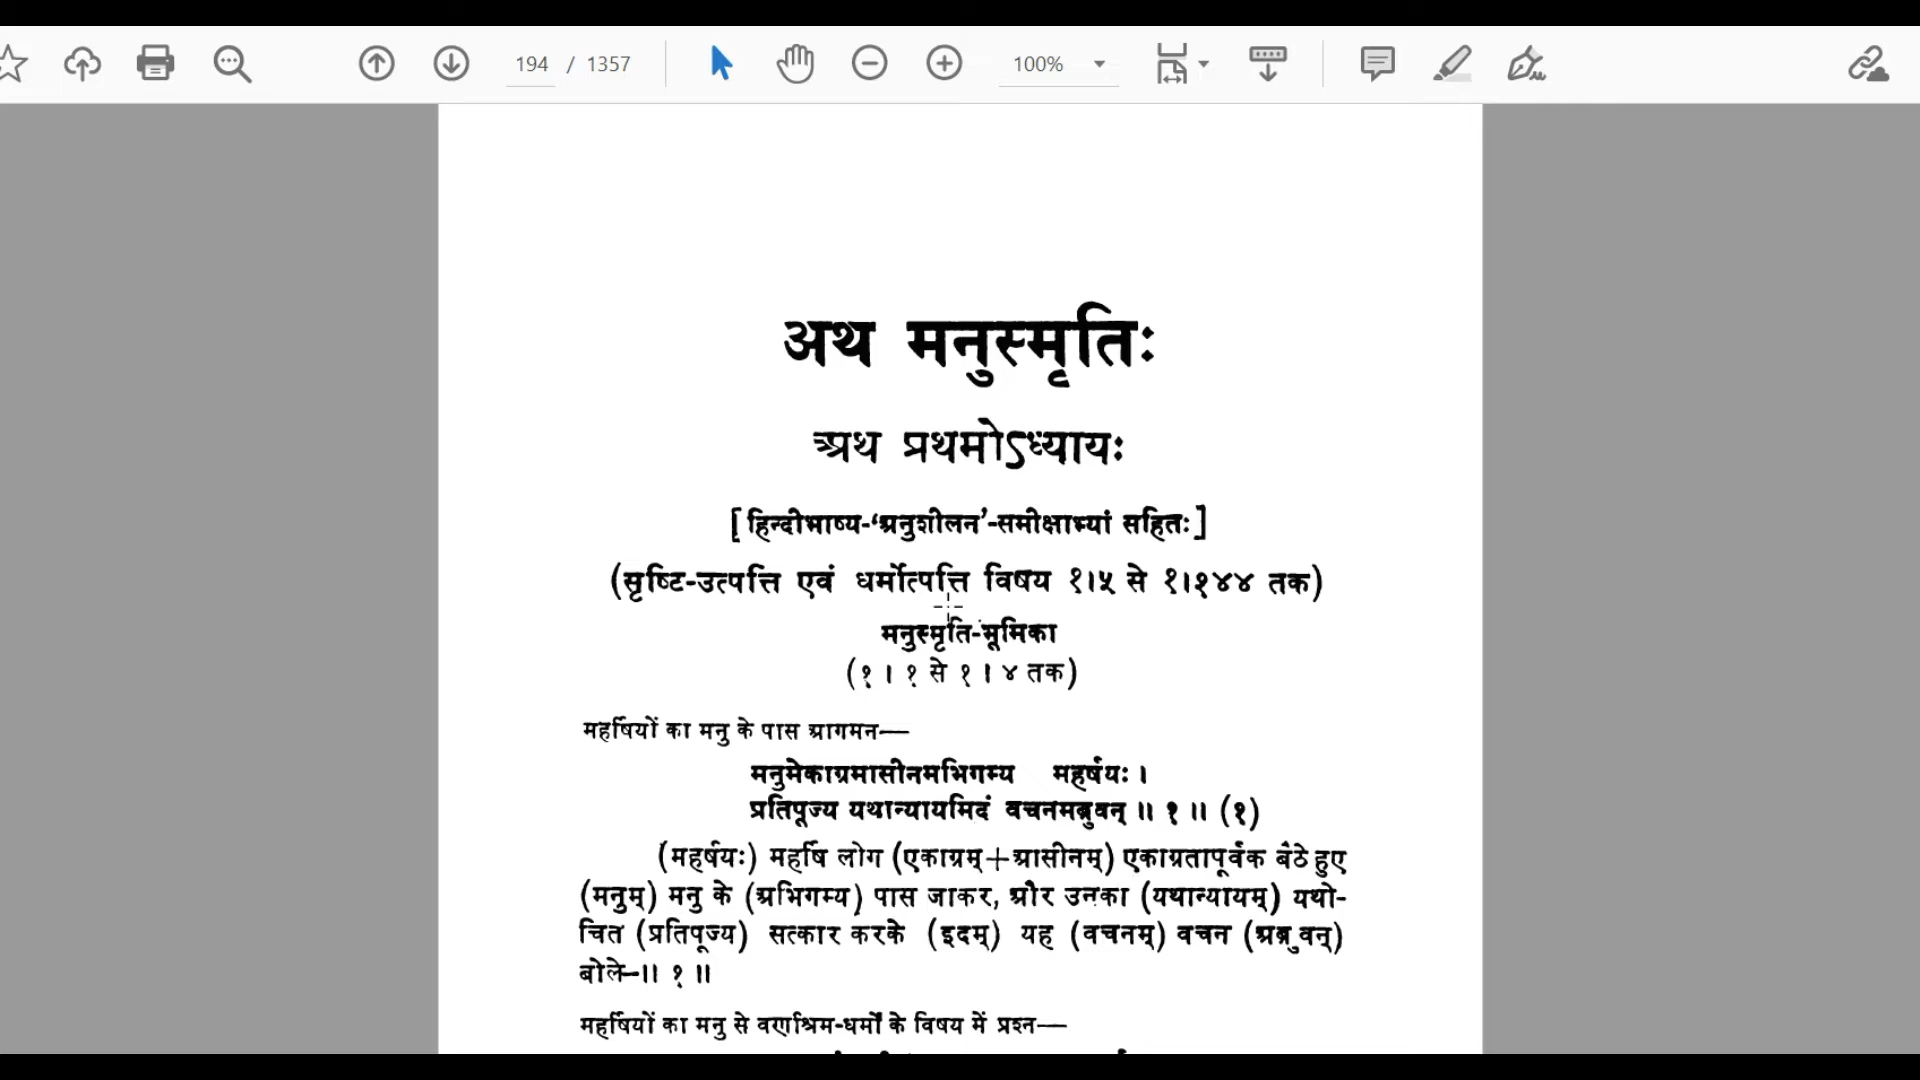 194 / 1357
100%
अथ मनुस्मृतिः
अथ प्रथमोऽध्यायः
[हिन्दीभाष्य-‘अनुशीलन’-समीक्षाभ्यां सहितः]
(सृष्टि-उत्पत्ति एवं धर्मोत्पत्ति विषय १।५ से १।१४४ तक)
मनुस्मृति-भूमिका
(१ । १ से १ । ४ तक)
महर्षियों का मनु के पास आगमन—
मनुमेकाग्रमासीनमभिगम्य महर्षयः ।
प्रतिपूज्य यथान्यायमिदं वचनमब्रुवन् ॥ १ ॥ (१)
(महर्षयः) महर्षि लोग (एकाग्रम्+आसीनम्) एकाग्रतापूर्वक बैठे हुए
(मनुम्) मनु के (अभिगम्य) पास जाकर, और उनका (यथान्यायम्) यथो-
चित (प्रतिपूज्य) सत्कार करके (इदम्) यह (वचनम्) वचन (अब्रुवन्)
बोले–॥ १ ॥
महर्षियों का मनु से वर्णाश्रम-धर्मों के विषय में प्रश्न—